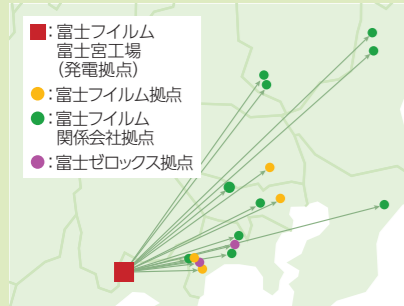 ■：富士フイルム
富士宮工場
（発電拠点）
●：富士フイルム拠点
●：富士フイルム
関係会社拠点
●：富士ゼロックス拠点